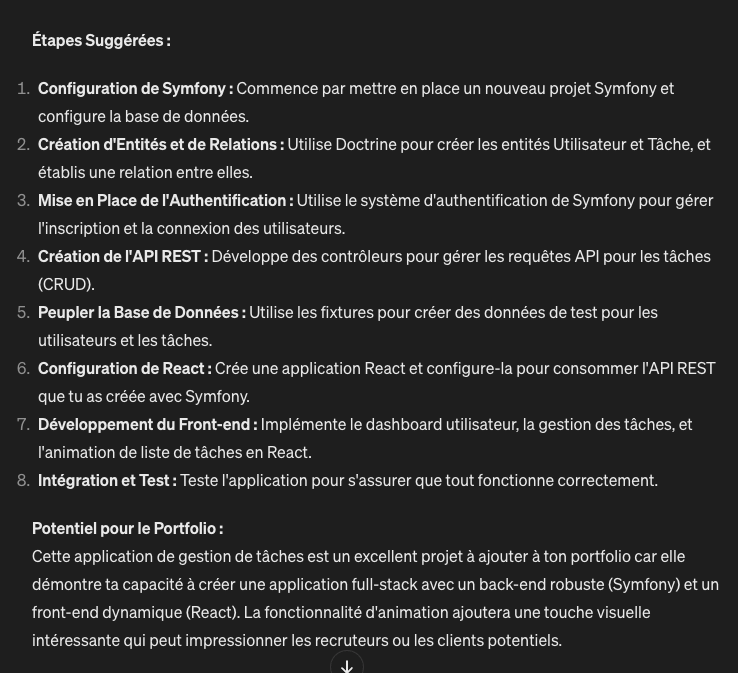 Étapes Suggérées :
1. Configuration de Symfony : Commence par mettre en place un nouveau projet Symfony et
configure la base de données.
2. Création d'Entités et de Relations : Utilise Doctrine pour créer les entités Utilisateur et Tâche, et
établis une relation entre elles.
3. Mise en Place de l'Authentification : Utilise le système d'authentification de Symfony pour gérer
l'inscription et la connexion des utilisateurs.
4. Création de l'API REST : Développe des contrôleurs pour gérer les requêtes API pour les tâches
(CRUD).
5. Peupler la Base de Données : Utilise les fixtures pour créer des données de test pour les
utilisateurs et les tâches.
6. Configuration de React : Crée une application React et configure-la pour consommer l'API REST
que tu as créée avec Symfony.
7. Développement du Front-end : Implémente le dashboard utilisateur, la gestion des tâches, et
l'animation de liste de tâches en React.
8. Intégration et Test : Teste l'application pour s'assurer que tout fonctionne correctement.
Potentiel pour le Portfolio :
Cette application de gestion de tâches est un excellent projet à ajouter à ton portfolio car elle
démontre ta capacité à créer une application full-stack avec un back-end robuste (Symfony) et un
front-end dynamique (React). La fonctionnalité d'animation ajoutera une touche visuelle
intéressante qui peut impressionner les recruteurs ou les clients potentiels.